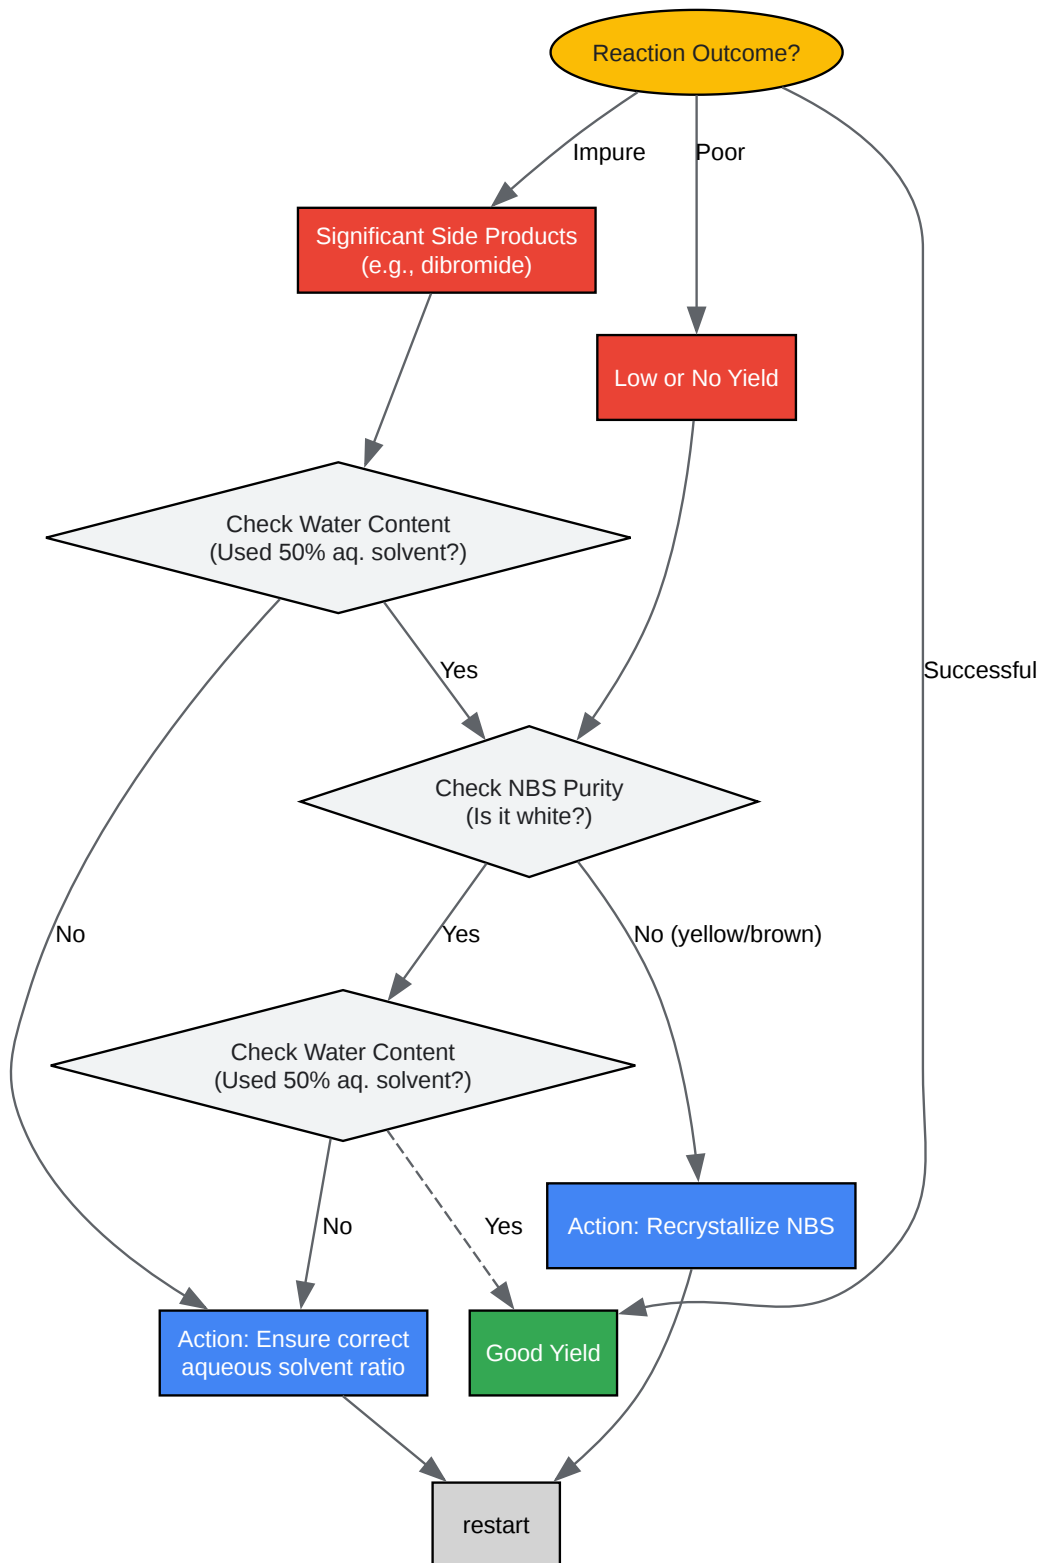 Reaction Outcome?
Impure
Poor
Significant Side Products
(e.g., dibromide)
Low or No Yield
Check Water Content
(Used 50% aq. solvent?)
Yes
Successful
Check NBS Purity
(Is it white?)
No
Yes
No (yellow/brown)
Check Water Content
(Used 50% aq. solvent?)
No
Yes
Action: Recrystallize NBS
Action: Ensure correct
aqueous solvent ratio
Good Yield
restart